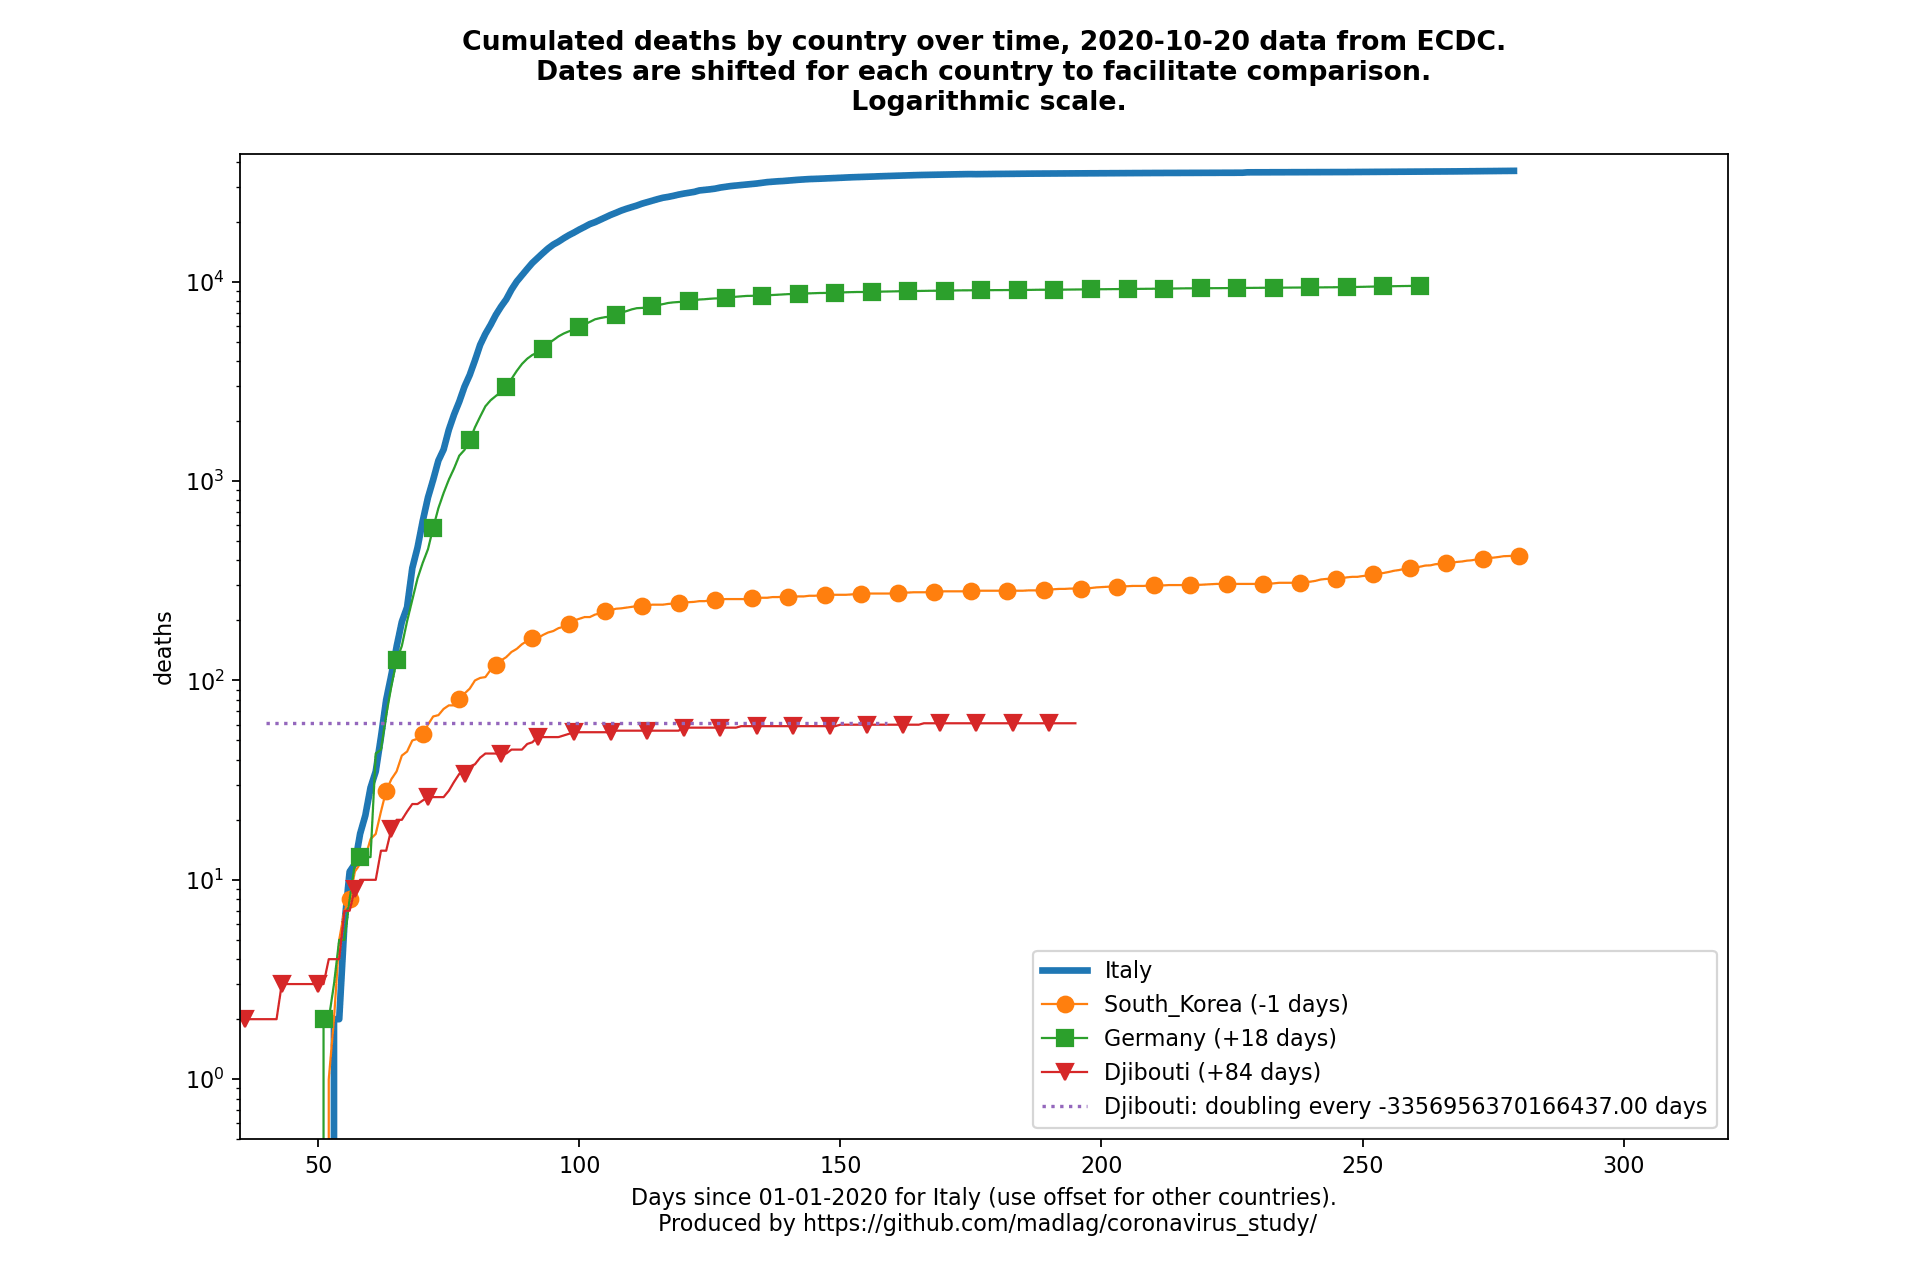 Cumulated deaths by country over time, 2020-10-20 data from ECDC.
Dates are shifted for each country to facilitate comparison.
Logarithmic scale.
deaths
10^4
10^3
10^2
10^1
10^0
Italy
South_Korea (-1 days)
Germany (+18 days)
Djibouti (+84 days)
Djibouti: doubling every -3356956370166437.00 days
50 100 150 200 250 300
Days since 01-01-2020 for Italy (use offset for other countries).
Produced by https://github.com/madlag/coronavirus_study/